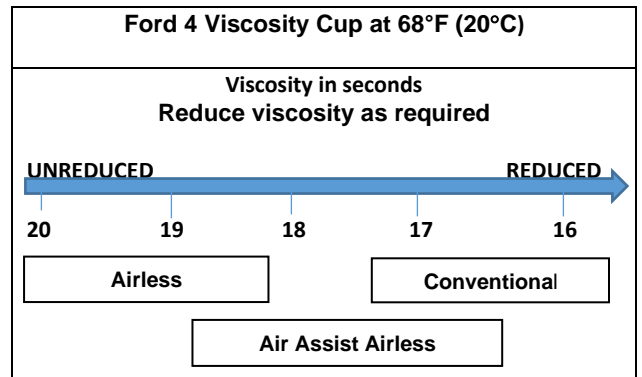 Ford 4 Viscosity Cup at 68°F (20°C)
Viscosity in seconds
Reduce viscosity as required
UNREDUCED REDUCED
20 19 18 17 16
Airless Conventional
Air Assist Airless